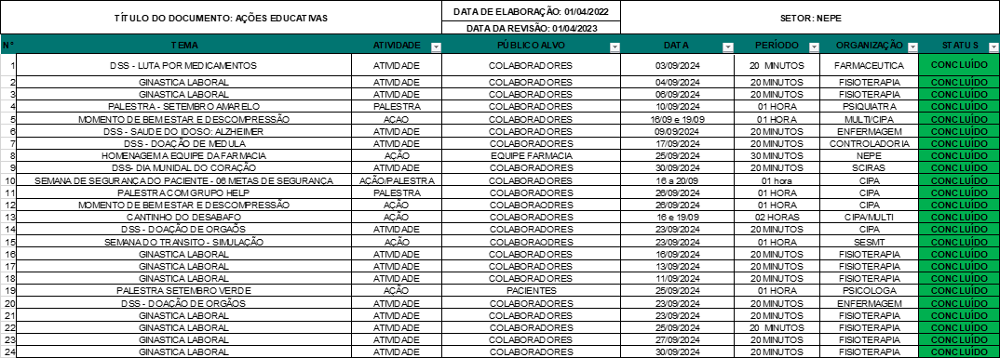 TÍTULO DO DOCUMENTO: AÇÕES EDUCATIVAS DATA DE ELABORAÇÃO: 01/04/2022 SETOR: NEPE
DATA DA REVISÃO: 01/04/2023
N° TEMA ATIVIDADE PÚBLICO ALVO DATA PERÍODO ORGANIZAÇÃO STATUS
1 DSS - LUTA POR MEDICAMENTOS ATIVIDADE COLABORADORES 03/09/2024 20 MINUTOS FARMACEUTICA CONCLUÍDO
2 GINASTICA LABORAL ATIVIDADE COLABORADORES 04/09/2024 20 MINUTOS FISIOTERAPIA CONCLUÍDO
3 GINASTICA LABORAL ATIVIDADE COLABORADORES 06/09/2024 20 MINUTOS FISIOTERAPIA CONCLUÍDO
4 PALESTRA - SETEMBRO AMARELO PALESTRA COLABORADORES 10/09/2024 01 HORA PSIQUIATRA CONCLUÍDO
5 MOMENTO DE BEM ESTAR E DESCOMPRESSÃO AÇAO COLABORADORES 16/09 e 19/09 01 HORA MULTI/CIPA CONCLUÍDO
6 DSS - SAUDE DO IDOSO: ALZHEIMER ATIVIDADE COLABORADORES 09/09/2024 20 MINUTOS ENFERMAGEM CONCLUÍDO
7 DSS - DOAÇÃO DE MEDULA ATIVIDADE COLABORADORES 17/09/2024 20 MINUTOS CONTROLADORIA CONCLUÍDO
8 HOMENAGEM A EQUIPE DA FARMACIA AÇÃO EQUIPE FARMACIA 25/09/2024 30 MINUTOS NEPE CONCLUÍDO
9 DSS- DIA MUNIDAL DO CORAÇÃO ATIVIDADE COLABORADORES 30/09/2024 20 MINUTOS SCIRAS CONCLUÍDO
10 SEMANA DE SEGURANCA DO PACIENTE - 06 METAS DE SEGURANÇA AÇÃO/PALESTRA COLABORADORES 16 a 20/09 01 hora CIPA CONCLUÍDO
11 PALESTRA COM GRUPO HELP PALESTRA COLABORADORES 26/09/2024 01 HORA CIPA CONCLUÍDO
12 MOMENTO DE BEM ESTAR E DESCOMPRESSÃO AÇÃO COLABORAODRES 26/09/2024 01 HORA CIPA CONCLUÍDO
13 CANTINHO DO DESABAFO AÇÃO COLABORADORES 16 e 19/09 02 HORAS CIPA/MULTI CONCLUÍDO
14 DSS - DOAÇÃO DE ORGAÕS ATIVIDADE COLABORADORES 23/09/2024 20 MINUTOS CIPA CONCLUÍDO
15 SEMANA DO TRANSITO - SIMULAÇÃO AÇÃO COLABORAODRES 23/09/2024 01 HORA SESMT CONCLUÍDO
16 GINASTICA LABORAL ATIVIDADE COLABORADORES 16/09/2024 20 MINUTOS FISIOTERAPIA CONCLUÍDO
17 GINASTICA LABORAL ATIVIDADE COLABORADORES 13/09/2024 20 MINUTOS FISIOTERAPIA CONCLUÍDO
18 GINASTICA LABORAL ATIVIDADE COLABORADORES 11/09/2024 20 MINUTOS FISIOTERAPIA CONCLUÍDO
19 PALESTRA SETEMBRO VERDE AÇÃO PACIENTES 25/09/2024 01 HORA PSICOLOGA CONCLUÍDO
20 DSS - DOAÇÃO DE ORGÃOS ATIVIDADE COLABORADORES 23/09/2024 20 MINUTOS ENFERMAGEM CONCLUÍDO
21 GINASTICA LABORAL ATIVIDADE COLABORADORES 23/09/2024 20 MINUTOS FISIOTERAPIA CONCLUÍDO
22 GINASTICA LABORAL ATIVIDADE COLABORADORES 25/09/2024 20 MINUTOS FISIOTERAPIA CONCLUÍDO
23 GINASTICA LABORAL ATIVIDADE COLABORADORES 27/09/2024 20 MINUTOS FISIOTERAPIA CONCLUÍDO
24 GINASTICA LABORAL ATIVIDADE COLABORADORES 30/09/2024 20 MINUTOS FISIOTERAPIA CONCLUÍDO